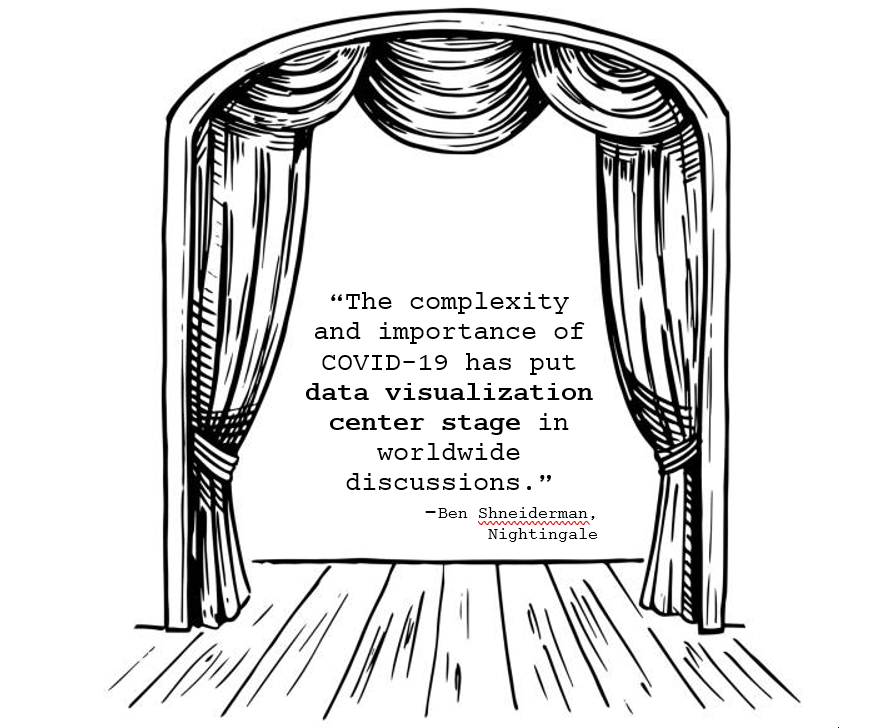 “The complexity
and importance of
COVID-19 has put
data visualization
center stage in
worldwide
discussions.”
–Ben Shneiderman,
Nightingale